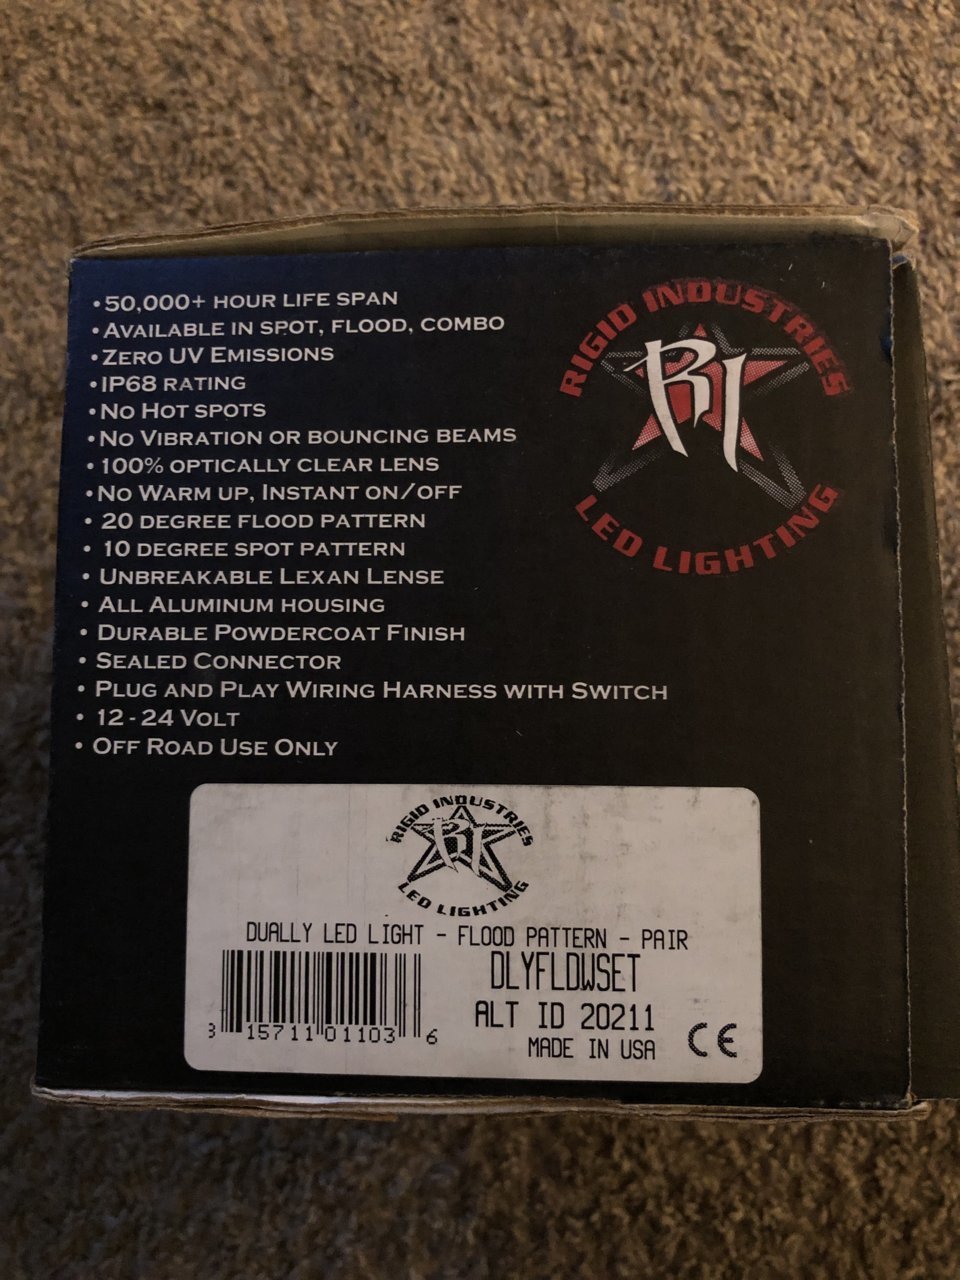 • 50,000+ HOUR LIFE SPAN
• AVAILABLE IN SPOT, FLOOD, COMBO
• ZERO UV EMISSIONS
• IP68 RATING
• NO HOT SPOTS
• NO VIBRATION OR BOUNCING BEAMS
• 100% OPTICALLY CLEAR LENS
• NO WARM UP, INSTANT ON/OFF
• 20 DEGREE FLOOD PATTERN
• 10 DEGREE SPOT PATTERN
• UNBREAKABLE LEXAN LENSE
• ALL ALUMINUM HOUSING
• DURABLE POWDERCOAT FINISH
• SEALED CONNECTOR
• PLUG AND PLAY WIRING HARNESS WITH SWITCH
• 12 - 24 VOLT
• OFF ROAD USE ONLY
RIGID INDUSTRIES
RI
LED LIGHTING
RIGID INDUSTRIES
RI
LED LIGHTING
DUALLY LED LIGHT - FLOOD PATTERN - PAIR
DLYFLDWSET
ALT ID 20211
MADE IN USA
CE
3 15711 01103 6